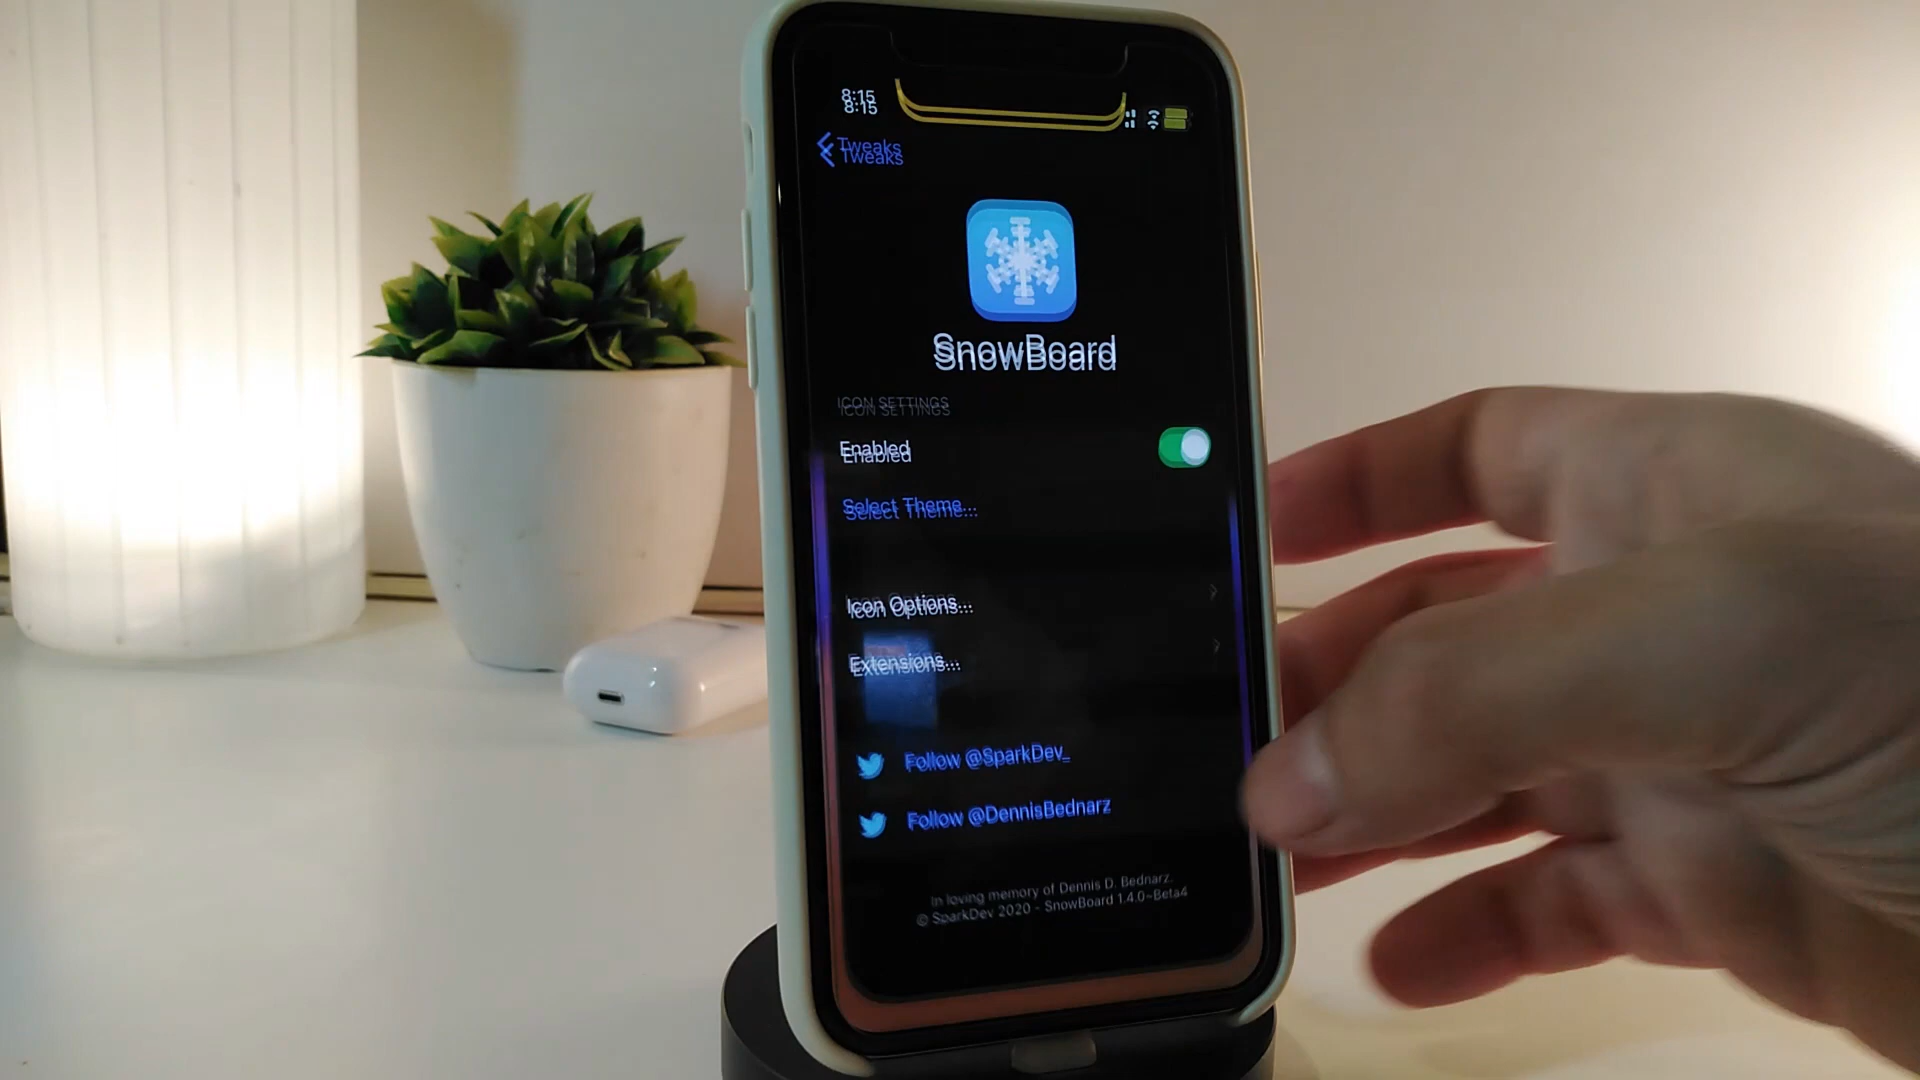 8:15
Tweaks
SnowBoard
ICON SETTINGS
Enabled
Select Theme...
Icon Options...
Extensions...
Follow @SparkDev_
Follow @DennisBednarz
In loving memory of Dennis D. Bednarz.
© SparkDev 2020 - SnowBoard 1.4.0~Beta4